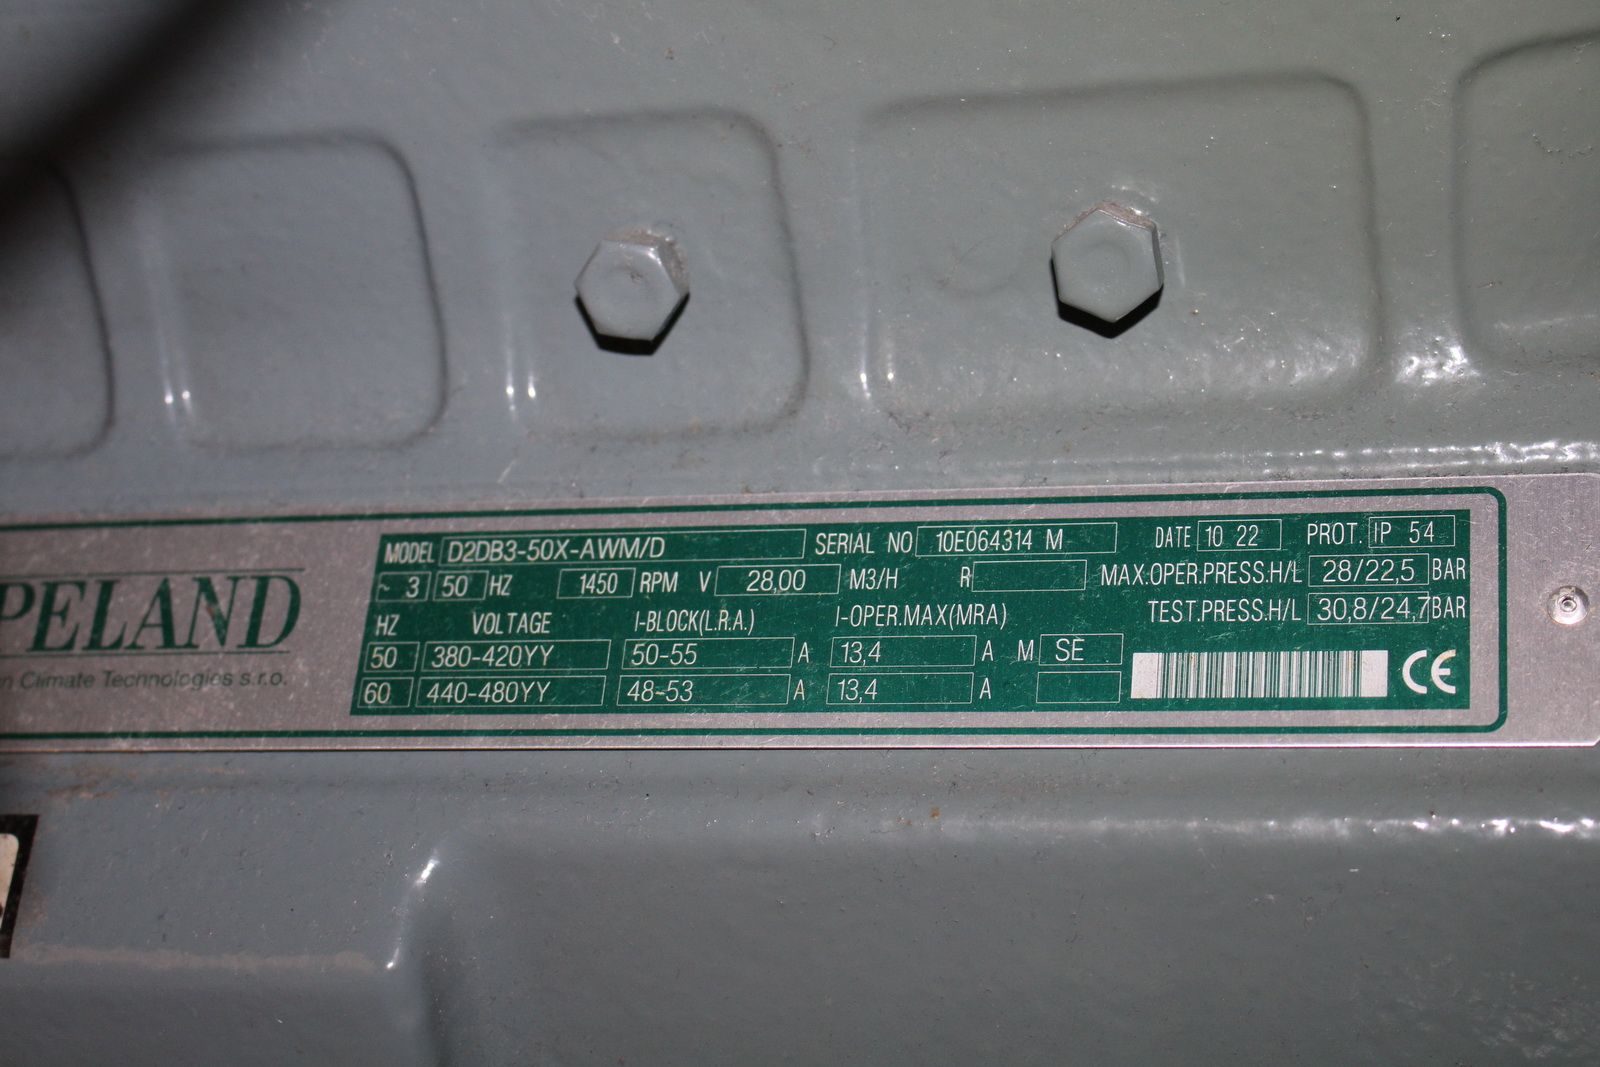 MODEL D2DB3-50X-AWM/D SERIAL NO 10E064314 M DATE 10 22 PROT. IP 54
~ 3 50 HZ 1450 RPM V 28,00 M3/H R MAX.OPER.PRESS.H/L 28/22,5 BAR
HZ VOLTAGE I-BLOCK(L.R.A.) I-OPER.MAX(MRA) TEST.PRESS.H/L 30,8/24,7 BAR
50 380-420YY 50-55 A 13,4 A M SE
60 440-480YY 48-53 A 13,4 A
CE
PELAND
n Climate Technologies s.r.o.